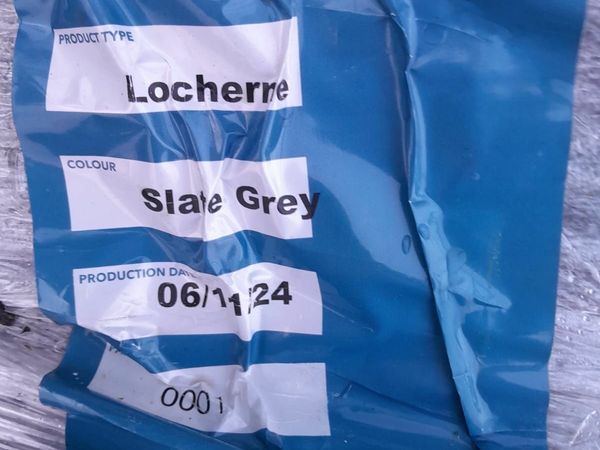 PRODUCT TYPE
Locherne
COLOUR
Slate Grey
PRODUCTION DATE
06/11/24
0001